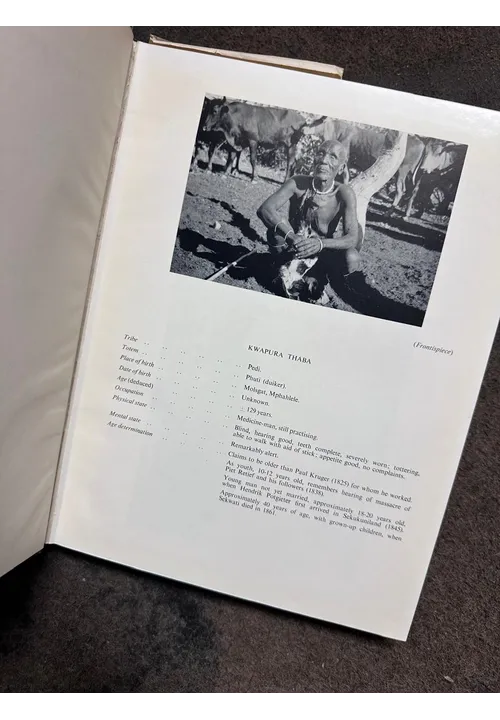 (Frontispiece)
KWAPURA THABA
Tribe .. .. .. .. .. Pedi.
Totem .. .. .. .. .. Phuti (duiker).
Place of birth .. .. .. .. Molsgat, Mphahlele.
Date of birth .. .. .. .. Unknown.
Age (deduced) .. .. .. .. ± 129 years.
Occupation .. .. .. .. Medicine-man, still practising.
Physical state .. .. .. .. Blind, hearing good, teeth complete, severely worn; tottering,
able to walk with aid of stick; appetite good, no complaints.
Mental state .. .. .. .. Remarkably alert.
Age determination .. .. .. Claims to be older than Paul Kruger (1825) for whom he worked.
As youth, 10-12 years old, remembers hearing of massacre of
Piet Retief and his followers (1838).
Young man not yet married, approximately 18-20 years old,
when Hendrik Potgieter first arrived in Sekukuniland (1845).
Approximately 40 years of age, with grown-up children, when
Sekwati died in 1861.